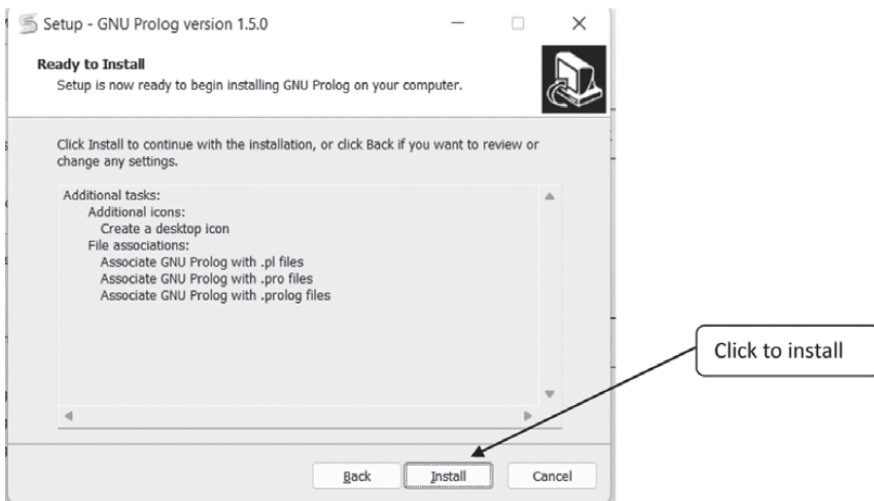 Setup - GNU Prolog version 1.5.0
Ready to Install
Setup is now ready to begin installing GNU Prolog on your computer.
Click Install to continue with the installation, or click Back if you want to review or
change any settings.
Additional tasks:
Additional icons:
Create a desktop icon
File associations:
Associate GNU Prolog with .pl files
Associate GNU Prolog with .pro files
Associate GNU Prolog with .prolog files
Click to install
Back
Install
Cancel